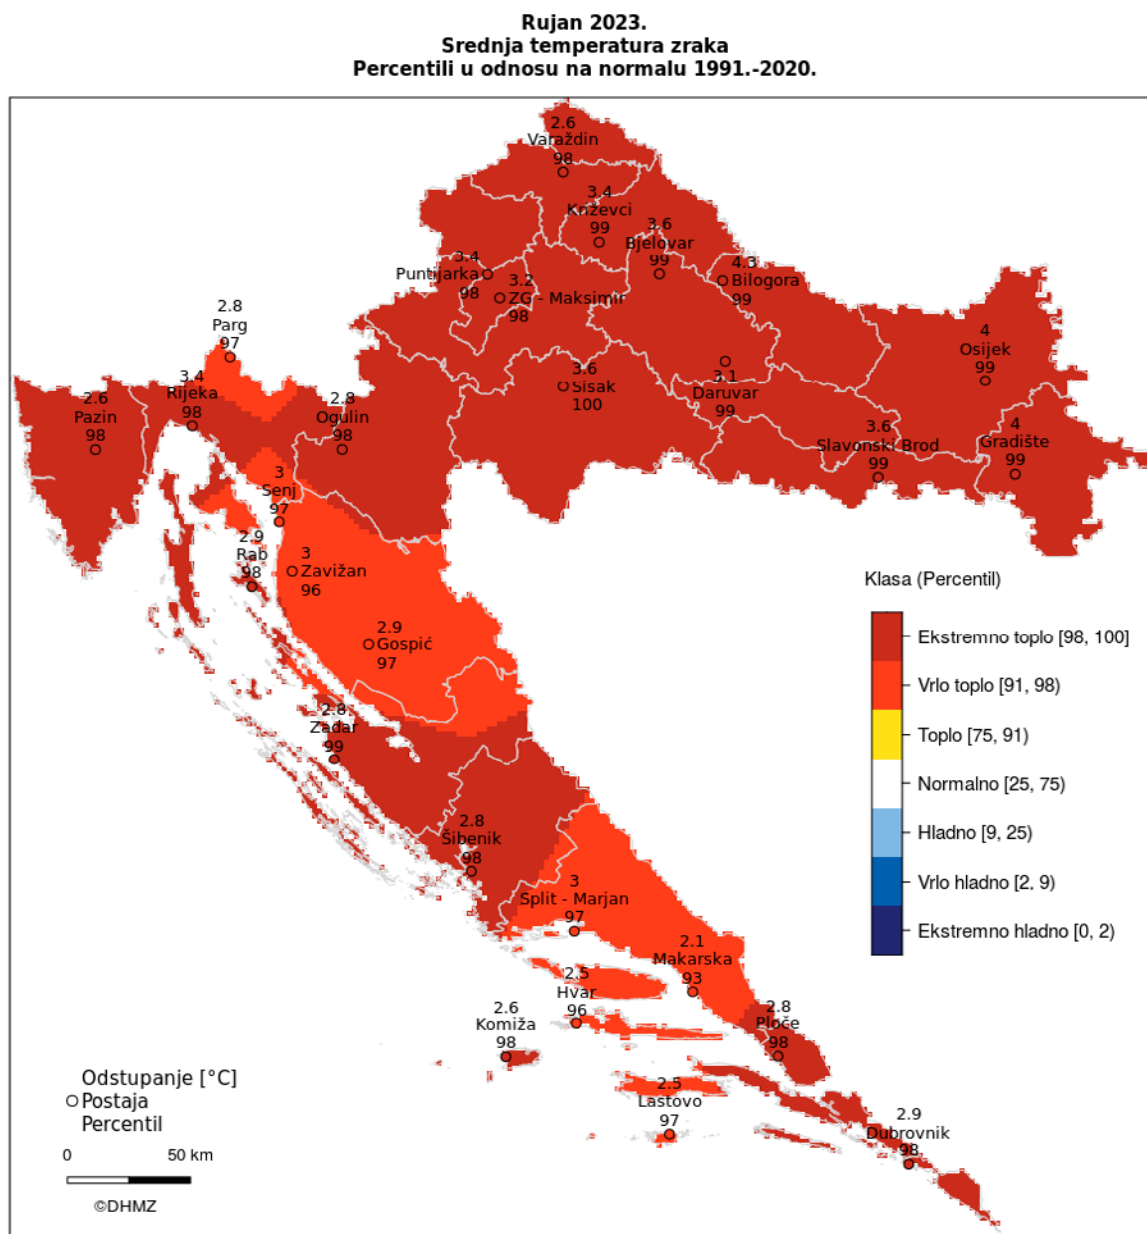 Rujan 2023.
Srednja temperatura zraka
Percentili u odnosu na normalu 1991.-2020.
2.6
Varaždin
98
3.4
Križevci
99
3.6
Bjelovar
99
3.4
Puntijarka
98
3.2
ZG - Maksimir
98
4.3
Bilogora
99
2.8
Parg
97
4
Osijek
99
3.6
Sisak
100
3.1
Daruvar
99
3.4
Rijeka
98
2.6
Pazin
98
2.8
Ogulin
98
3.6
Slavonski Brod
99
4
Gradište
99
3
Senj
97
2.9
Rab
98
3
Zavižan
96
2.9
Gospić
97
2.8
Zadar
99
2.8
Šibenik
98
3
Split - Marjan
97
2.1
Makarska
93
2.5
Hvar
96
2.6
Komiža
98
2.8
Ploče
98
2.5
Lastovo
97
2.9
Dubrovnik
98
Klasa (Percentil)
Ekstremno toplo [98, 100]
Vrlo toplo [91, 98)
Toplo [75, 91)
Normalno [25, 75)
Hladno [9, 25)
Vrlo hladno [2, 9)
Ekstremno hladno [0, 2)
Odstupanje [°C]
Postaja
Percentil
0 50 km
©DHMZ